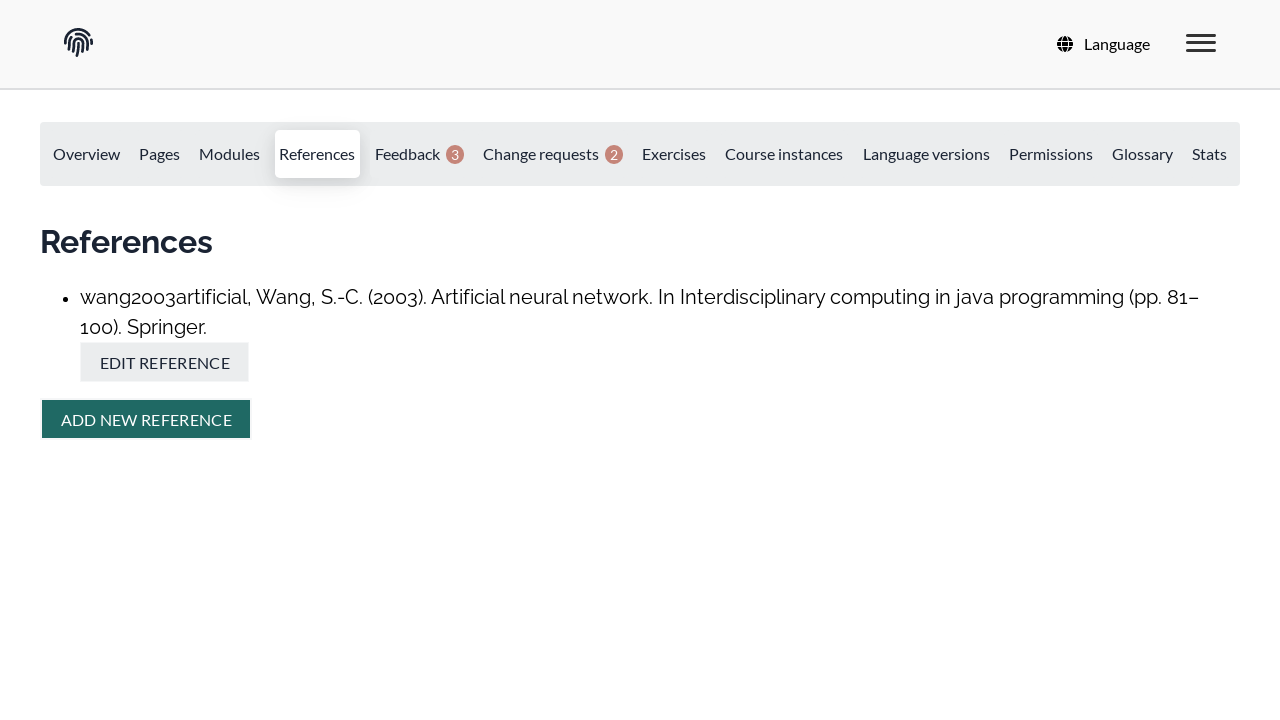 Language
Overview Pages Modules References Feedback 3 Change requests 2 Exercises Course instances Language versions Permissions Glossary Stats
References
wang2003artificial, Wang, S.-C. (2003). Artificial neural network. In Interdisciplinary computing in java programming (pp. 81–
100). Springer.
EDIT REFERENCE
ADD NEW REFERENCE